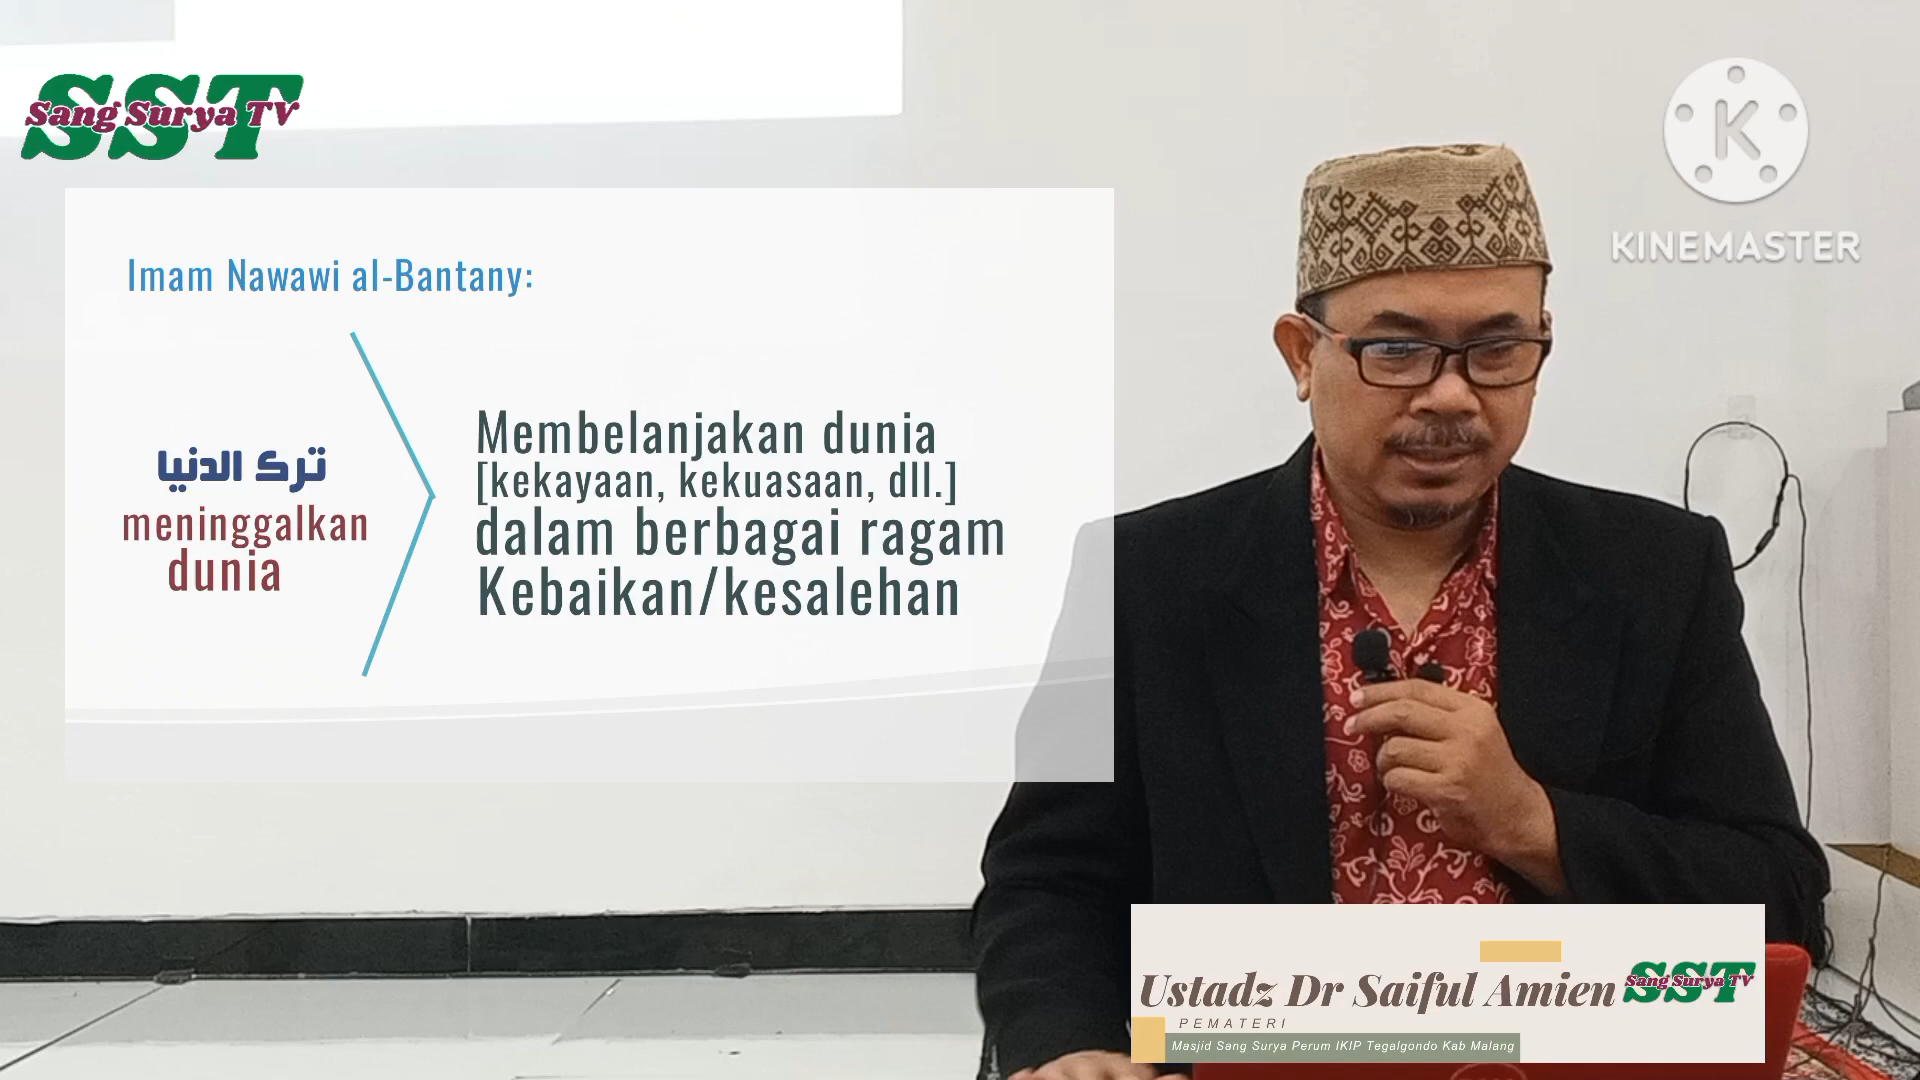 SST
Sang Surya TV
KINEMASTER
Imam Nawawi al-Bantany:
ترك الدنيا
meninggalkan
dunia
Membelanjakan dunia
[kekayaan, kekuasaan, dll.]
dalam berbagai ragam
Kebaikan/kesalehan
Ustadz Dr Saiful Amien
SST
Sang Surya TV
PEMATERI
Masjid Sang Surya Perum IKIP Tegalgondo Kab Malang